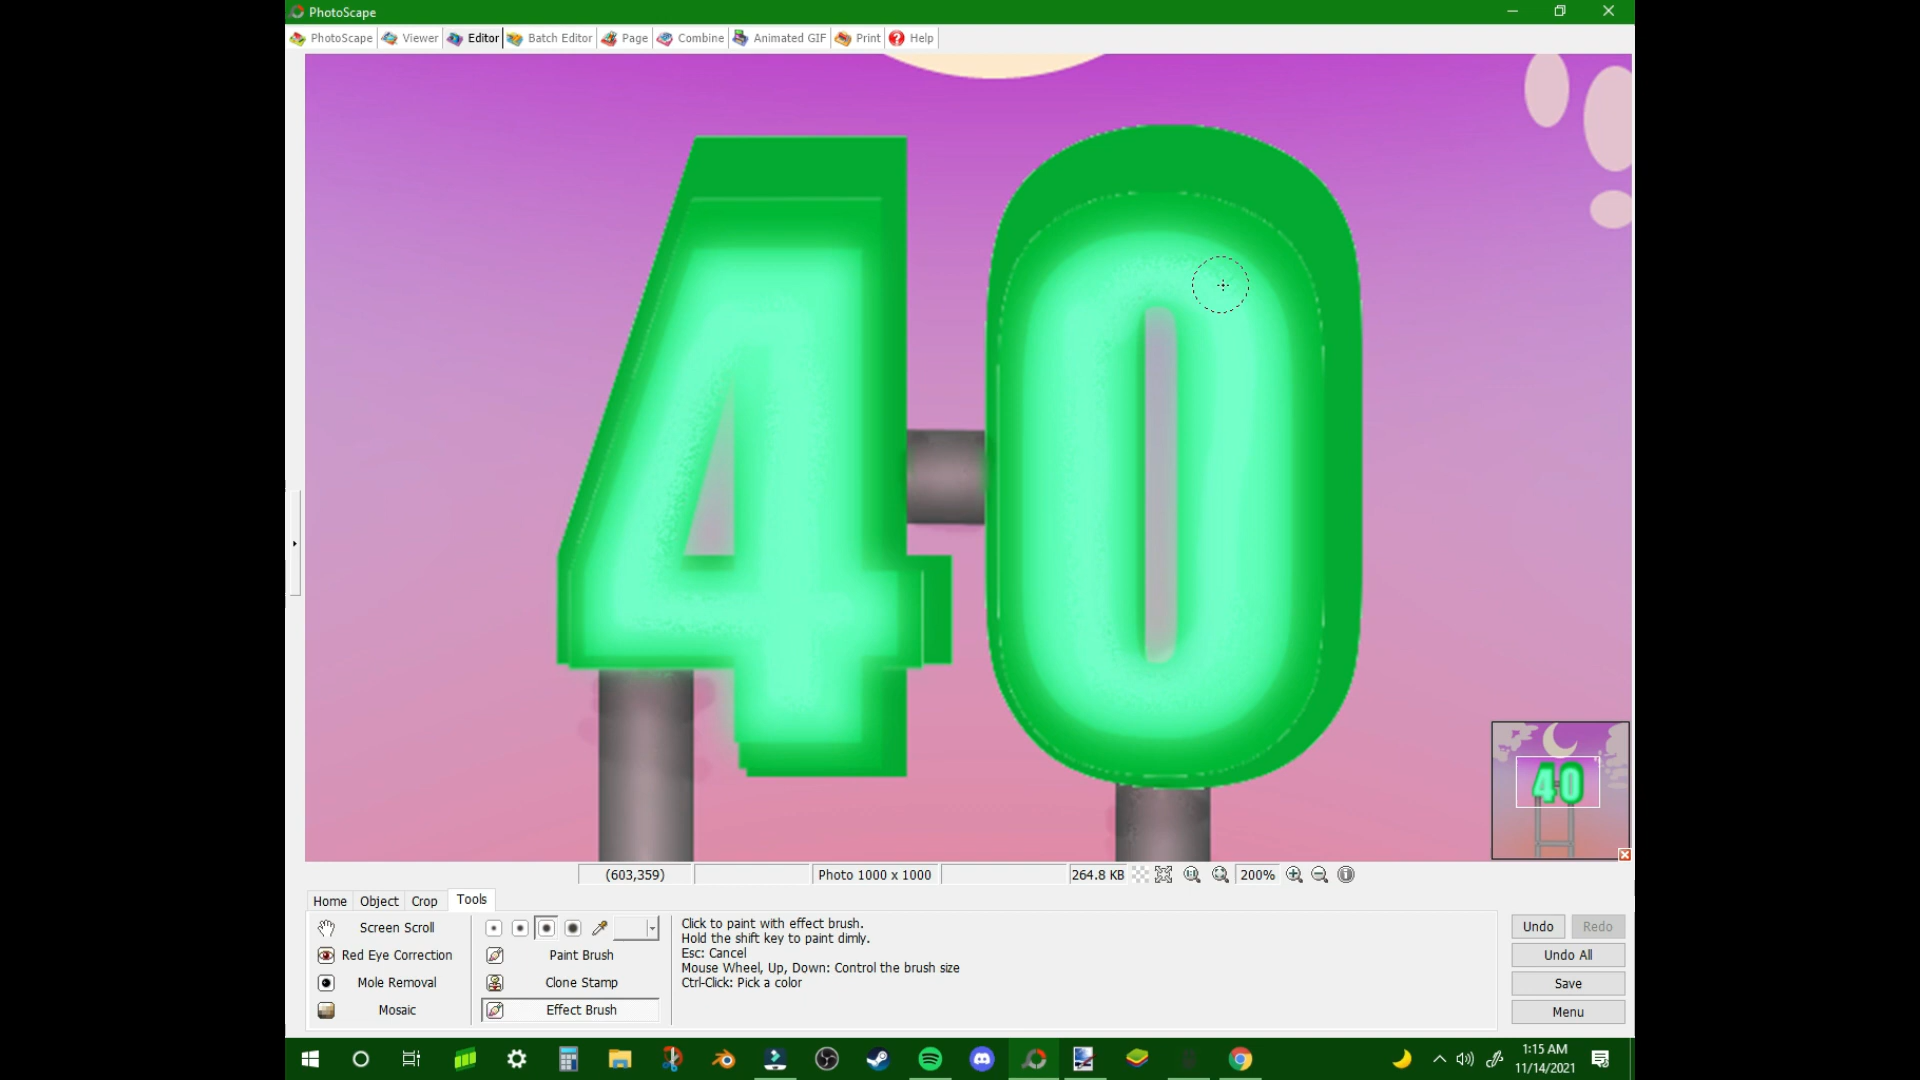 PhotoScape
PhotoScape Viewer Editor Batch Editor Page Combine Animated GIF Print Help
40
40
(603,359) Photo 1000 x 1000 264.8 KB 200%
Home Object Crop Tools
Screen Scroll
Red Eye Correction
Mole Removal
Mosaic
Paint Brush
Clone Stamp
Effect Brush
Click to paint with effect brush.
Hold the shift key to paint dimly.
Esc: Cancel
Mouse Wheel, Up, Down: Control the brush size
Ctrl-Click: Pick a color
Undo Redo
Undo All
Save
Menu
1:15 AM
11/14/2021